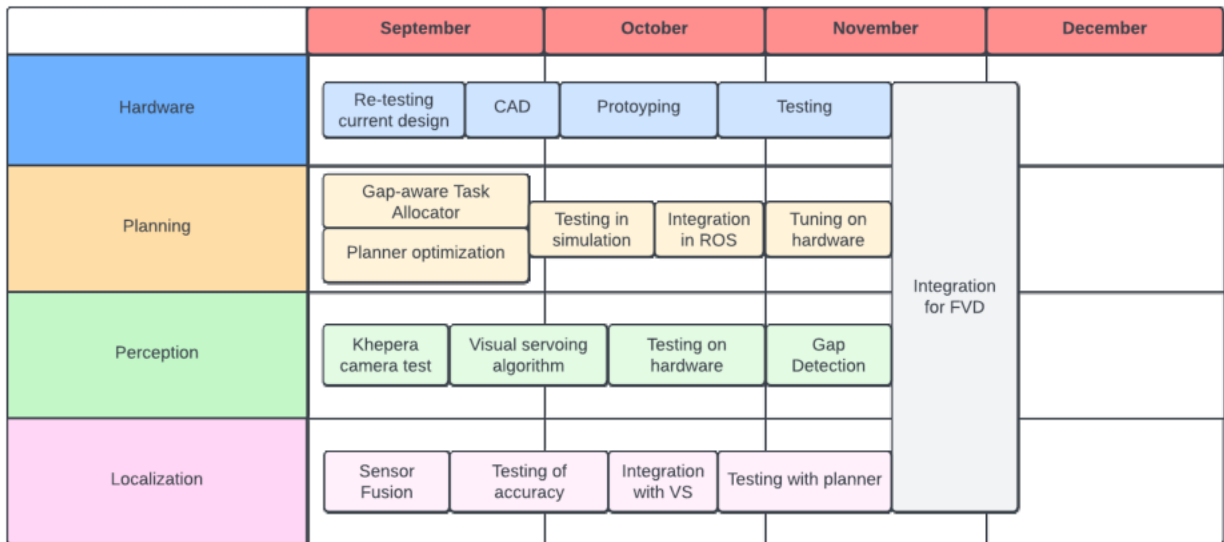 September October November December
Hardware
Re-testing
current design
CAD
Protoyping
Testing
Planning
Gap-aware Task
Allocator
Planner optimization
Testing in
simulation
Integration
in ROS
Tuning on
hardware
Integration
for FVD
Perception
Khepera
camera test
Visual servoing
algorithm
Testing on
hardware
Gap
Detection
Localization
Sensor
Fusion
Testing of
accuracy
Integration
with VS
Testing with planner